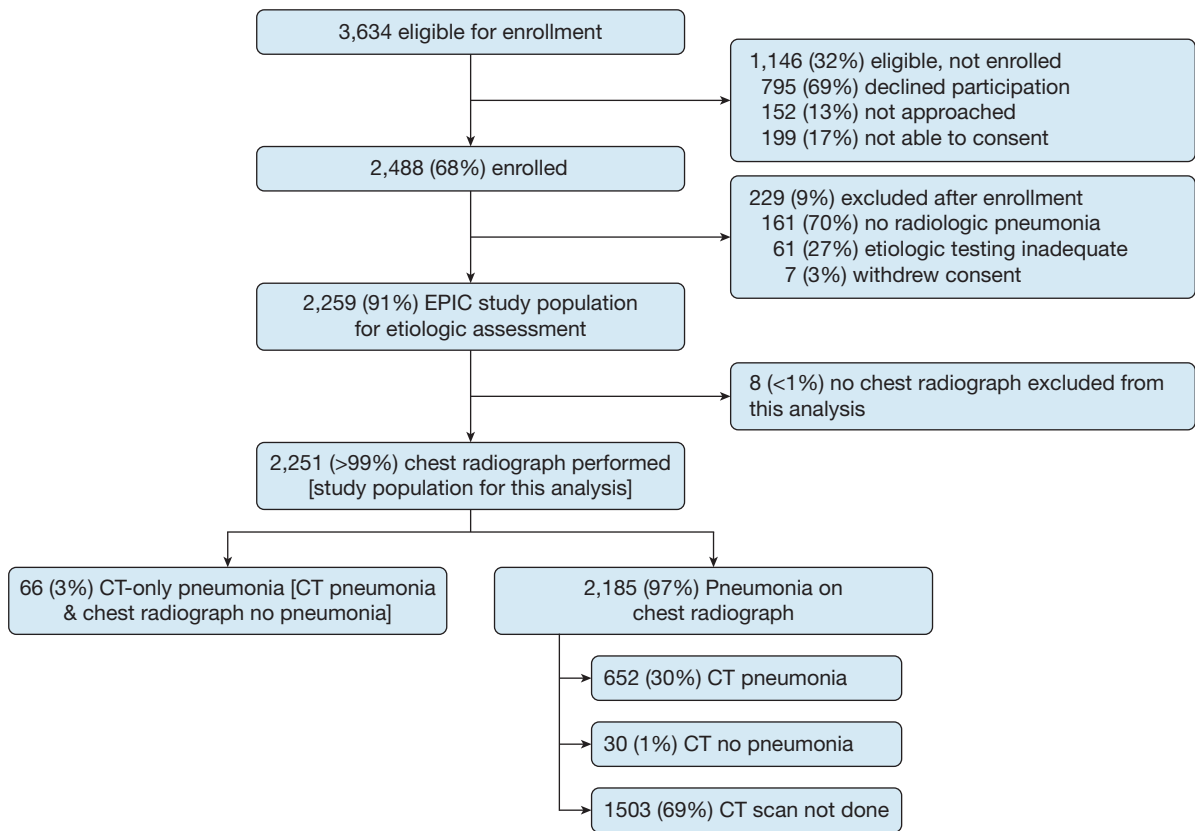 3,634 eligible for enrollment
1,146 (32%) eligible, not enrolled
795 (69%) declined participation
152 (13%) not approached
199 (17%) not able to consent
2,488 (68%) enrolled
229 (9%) excluded after enrollment
161 (70%) no radiologic pneumonia
61 (27%) etiologic testing inadequate
7 (3%) withdrew consent
2,259 (91%) EPIC study population
for etiologic assessment
8 (<1%) no chest radiograph excluded from
this analysis
2,251 (>99%) chest radiograph performed
[study population for this analysis]
66 (3%) CT-only pneumonia [CT pneumonia
& chest radiograph no pneumonia]
2,185 (97%) Pneumonia on
chest radiograph
652 (30%) CT pneumonia
30 (1%) CT no pneumonia
1503 (69%) CT scan not done